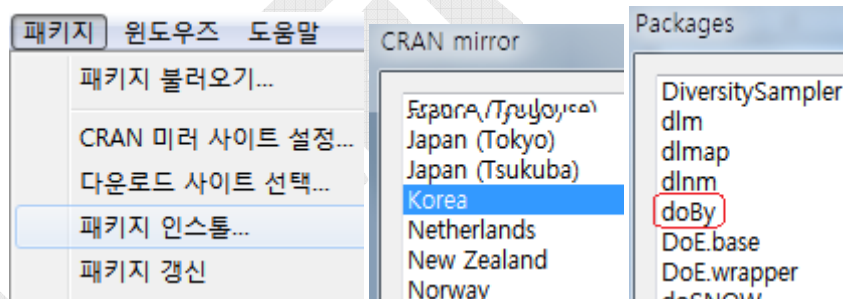 패키지 윈도우즈 도움말
패키지 불러오기...
CRAN 미러 사이트 설정...
다운로드 사이트 선택...
패키지 인스톨...
패키지 갱신
CRAN mirror
Japan (Tokyo)
Japan (Tsukuba)
Korea
Netherlands
New Zealand
Norway
Packages
DiversitySampler
dlm
dlmap
dlnm
doBy
DoE.base
DoE.wrapper
doSNOW